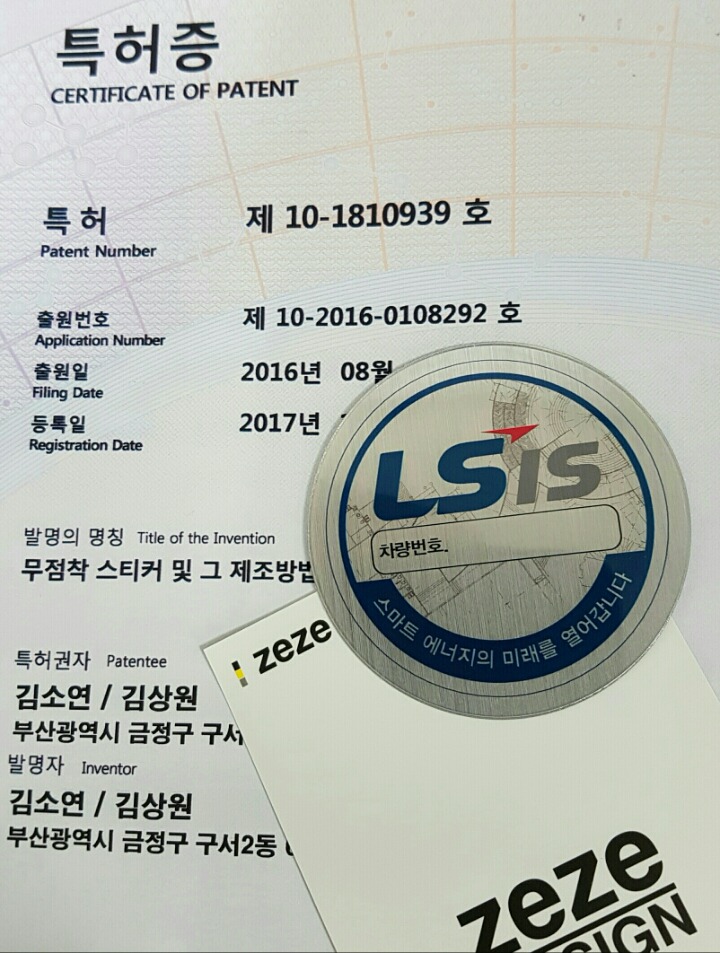 특허증
CERTIFICATE OF PATENT
특 허 제 10-1810939 호
Patent Number
출원번호 제 10-2016-0108292 호
Application Number
출원일 2016년 08월
Filing Date
등록일 2017년
Registration Date
발명의 명칭 Title of the Invention
무점착 스티커 및 그 제조방법
특허권자 Patentee
김소연 / 김상원
부산광역시 금정구 구서
발명자 Inventor
김소연 / 김상원
부산광역시 금정구 구서2동
LSIS
차량번호.
스마트 에너지의 미래를 열어갑니다
zeze
zeze
SIGN